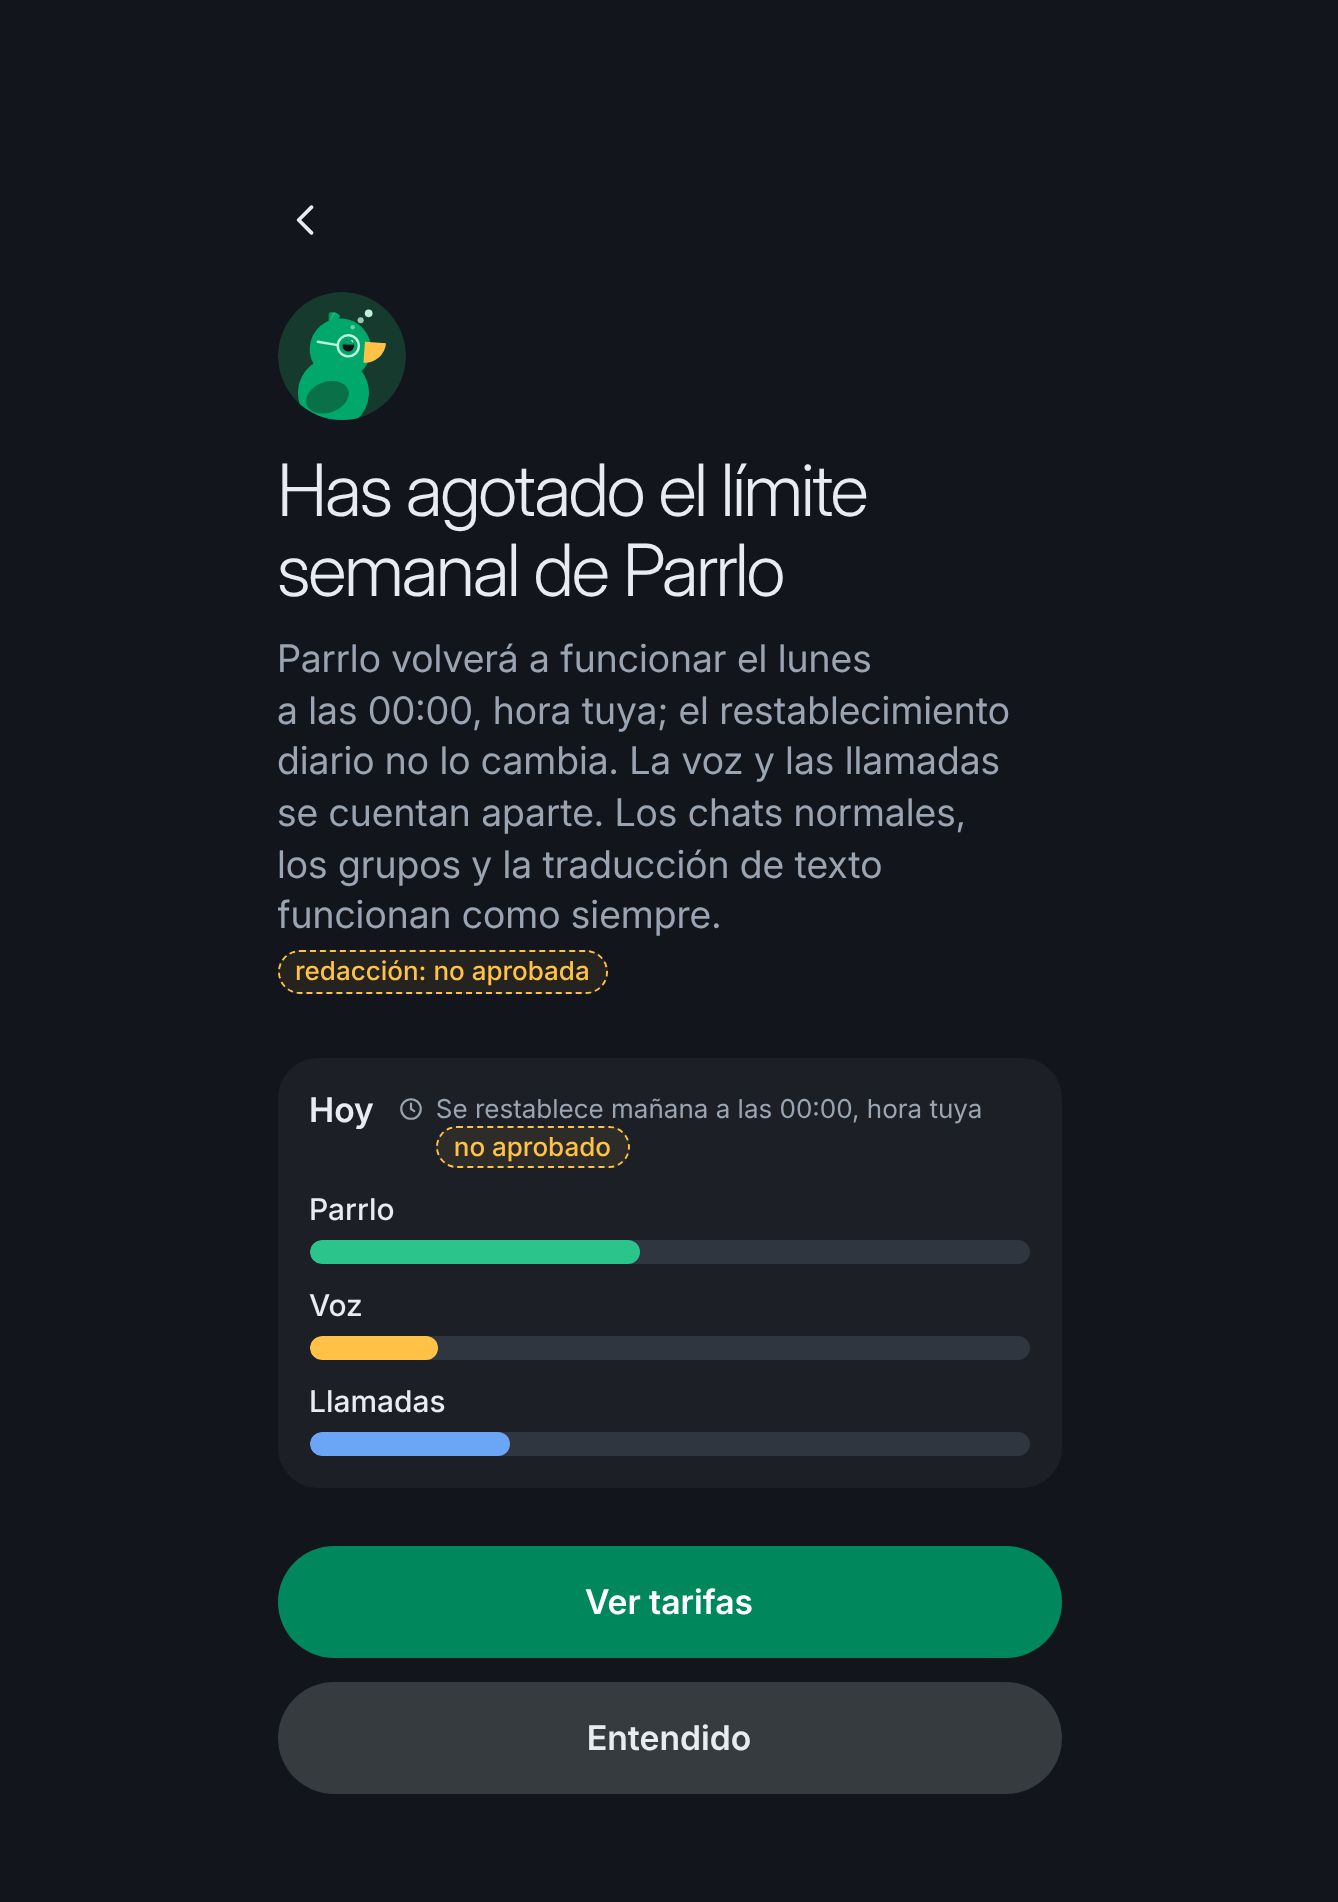 Has agotado el límite
semanal de Parrlo
Parrlo volverá a funcionar el lunes
a las 00:00, hora tuya; el restablecimiento
diario no lo cambia. La voz y las llamadas
se cuentan aparte. Los chats normales,
los grupos y la traducción de texto
funcionan como siempre.
redacción: no aprobada
Hoy Se restablece mañana a las 00:00, hora tuya
no aprobado
Parrlo
Voz
Llamadas
Ver tarifas
Entendido